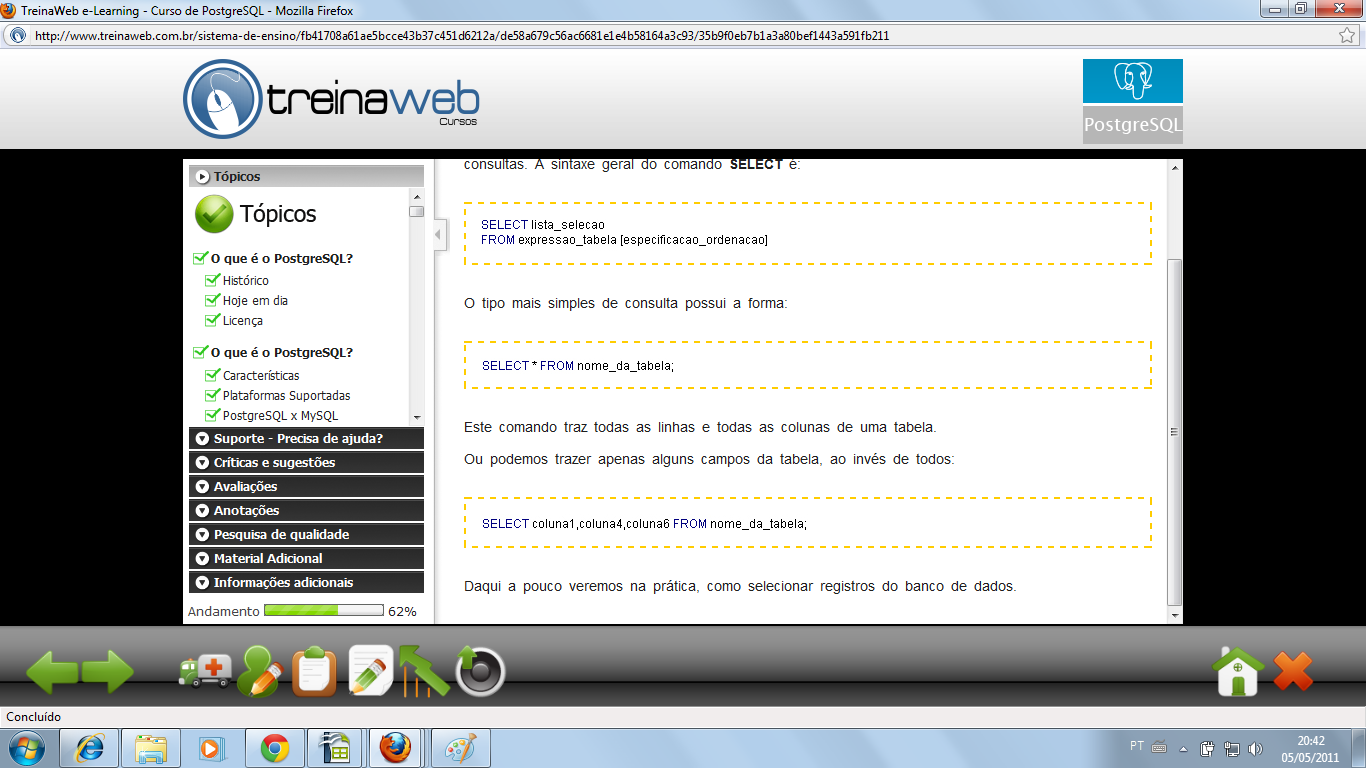 TreinaWeb e-Learning - Curso de PostgreSQL - Mozilla Firefox
http://www.treinaweb.com.br/sistema-de-ensino/fb41708a61ae5bcce43b37c451d6212a/de58a679c56ac6681e1e4b58164a3c93/35b9f0eb7b1a3a80bef1443a591fb211
treinaweb
Cursos
PostgreSQL
Tópicos
Tópicos
O que é o PostgreSQL?
Histórico
Hoje em dia
Licença
O que é o PostgreSQL?
Características
Plataformas Suportadas
PostgreSQL x MySQL
Suporte - Precisa de ajuda?
Críticas e sugestões
Avaliações
Anotações
Pesquisa de qualidade
Material Adicional
Informações adicionais
Andamento 62%
consultas. A sintaxe geral do comando SELECT é:
SELECT lista_selecao
FROM expressao_tabela [especificacao_ordenacao]
O tipo mais simples de consulta possui a forma:
SELECT * FROM nome_da_tabela;
Este comando traz todas as linhas e todas as colunas de uma tabela.
Ou podemos trazer apenas alguns campos da tabela, ao invés de todos:
SELECT coluna1,coluna4,coluna6 FROM nome_da_tabela;
Daqui a pouco veremos na prática, como selecionar registros do banco de dados.
Concluído
PT
20:42
05/05/2011